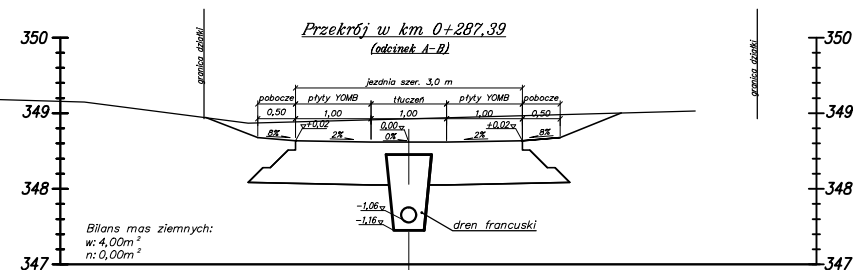 Przekrój w km 0+287,39
(odcinek A-B)
350
350
granica działki
granica działki
jezdnia szer. 3,0 m
pobocze płyty YOMB tłuczeń płyty YOMB pobocze
349
0,50 1,00 1,00 1,00 0,50
349
+0,02 0,00 +0,02
8% 2% 0% 2% 8%
348
348
-1,06
-1,16
dren francuski
Bilans mas ziemnych:
w: 4,00m²
n: 0,00m²
347
347